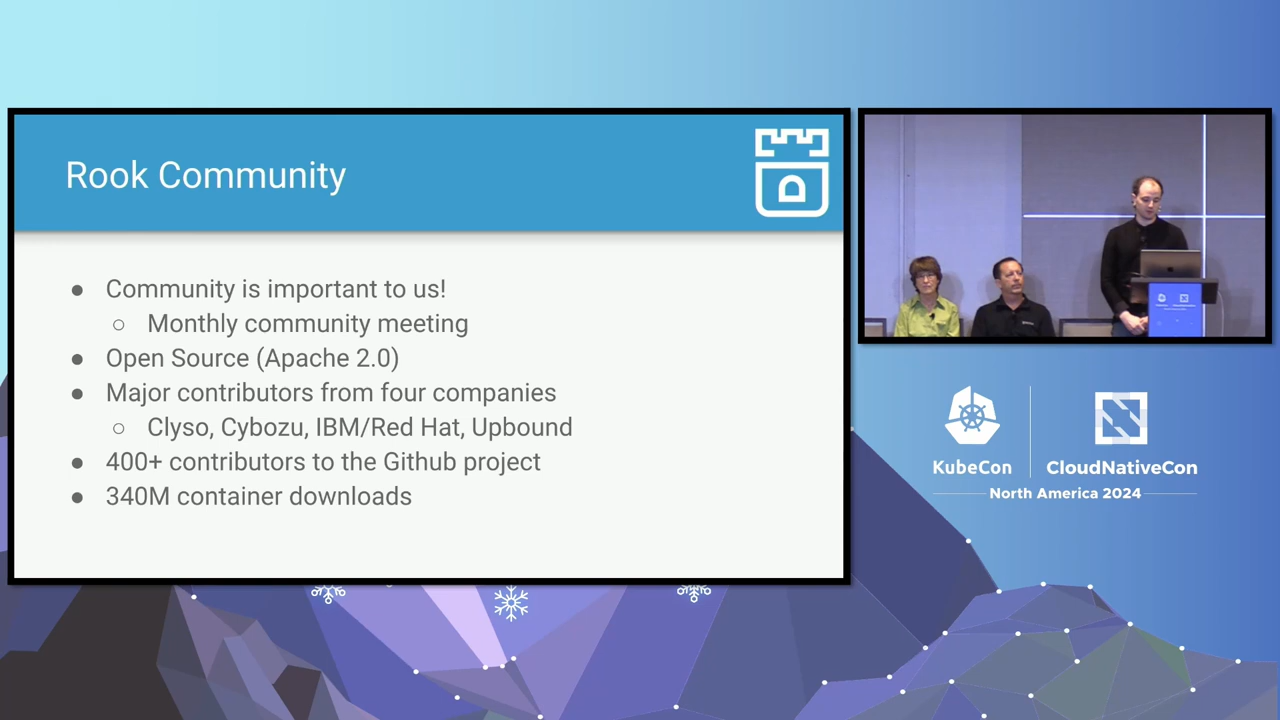 Rook Community
Community is important to us!
Monthly community meeting
Open Source (Apache 2.0)
Major contributors from four companies
Clyso, Cybozu, IBM/Red Hat, Upbound
400+ contributors to the Github project
340M container downloads
KubeCon
CloudNativeCon
North America 2024